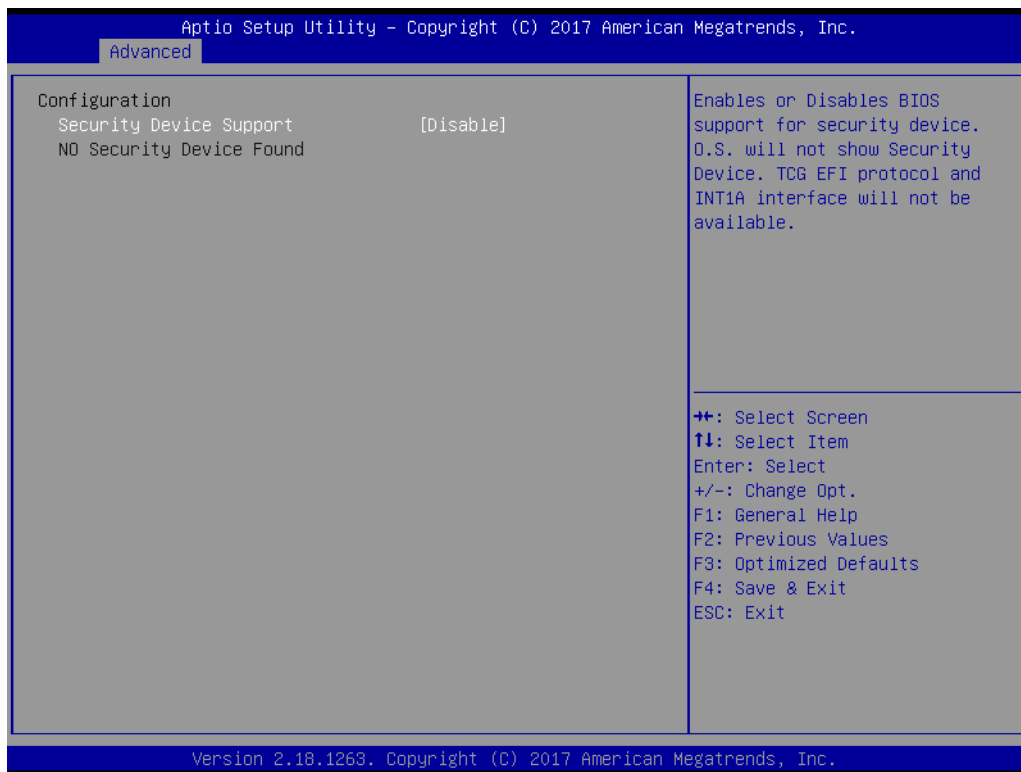 Aptio Setup Utility – Copyright (C) 2017 American Megatrends, Inc.
Advanced
Configuration
Security Device Support [Disable]
NO Security Device Found
Enables or Disables BIOS
support for security device.
O.S. will not show Security
Device. TCG EFI protocol and
INT1A interface will not be
available.
→←: Select Screen
↑↓: Select Item
Enter: Select
+/-: Change Opt.
F1: General Help
F2: Previous Values
F3: Optimized Defaults
F4: Save & Exit
ESC: Exit
Version 2.18.1263. Copyright (C) 2017 American Megatrends, Inc.